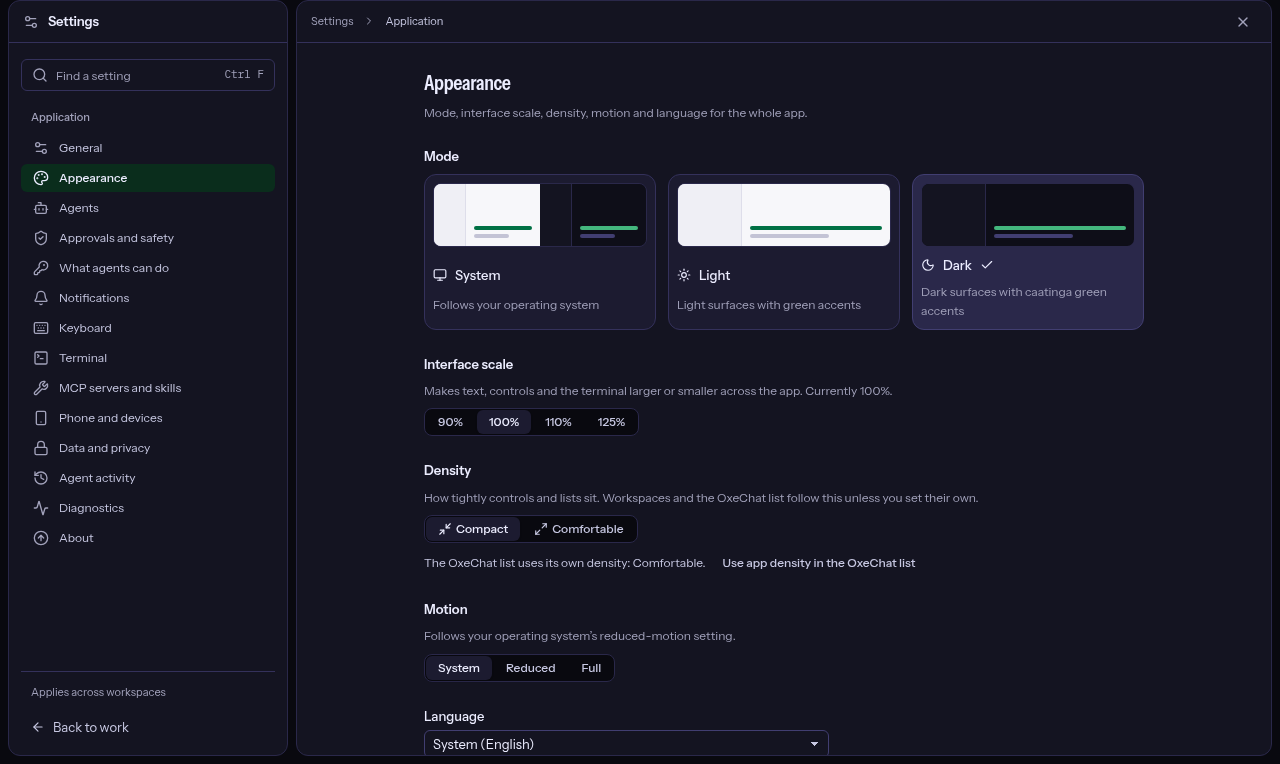 Settings
Find a setting
Ctrl F
Application
General
Appearance
Agents
Approvals and safety
What agents can do
Notifications
Keyboard
Terminal
MCP servers and skills
Phone and devices
Data and privacy
Agent activity
Diagnostics
About
Applies across workspaces
Back to work
Settings
Application
Appearance
Mode, interface scale, density, motion and language for the whole app.
Mode
System
Follows your operating system
Light
Light surfaces with green accents
Dark
Dark surfaces with caatinga green
accents
Interface scale
Makes text, controls and the terminal larger or smaller across the app. Currently 100%.
90% 100% 110% 125%
Density
How tightly controls and lists sit. Workspaces and the OxeChat list follow this unless you set their own.
Compact Comfortable
The OxeChat list uses its own density: Comfortable. Use app density in the OxeChat list
Motion
Follows your operating system's reduced-motion setting.
System Reduced Full
Language
System (English)